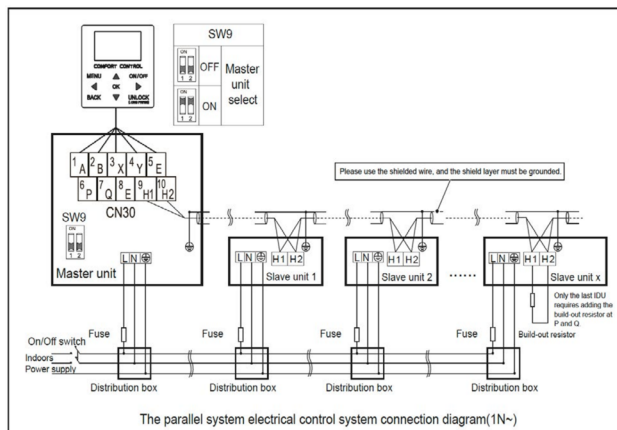 SW9
ON
1 2
OFF
Master
unit
select
ON
1 2
ON
COMFORT CONTROL
MENU ON/OFF
OK
BACK UNLOCK
1 A 2 B 3 X 4 Y 5 E
6 P 7 Q 8 E 9 H1 10 H2
CN30
SW9
ON
1 2
Master unit
L N
Please use the shielded wire, and the shield layer must be grounded.
L N H1 H2
Slave unit 1
L N H1 H2
Slave unit 2
......
L N H1 H2
Slave unit x
Only the last IDU
requires adding the
build-out resistor at
P and Q.
Build-out resistor
Fuse
Fuse
Fuse
Fuse
On/Off switch
Indoors
Power supply
Distribution box
Distribution box
Distribution box
Distribution box
The parallel system electrical control system connection diagram(1N~)